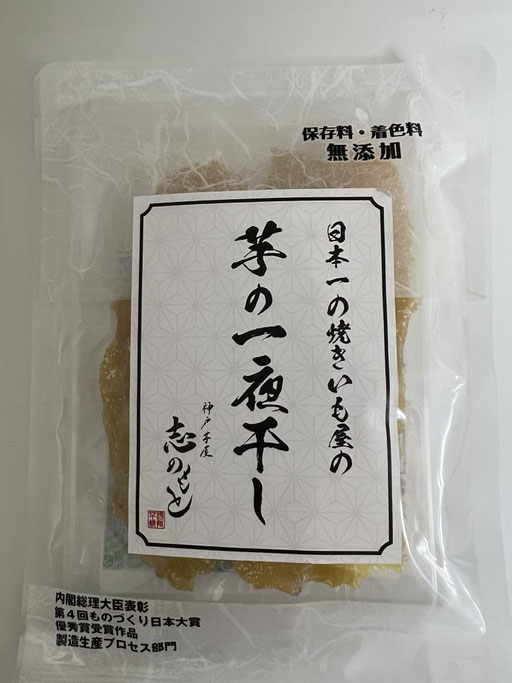 保存料・着色料
無添加
日本一の焼きいも屋の
芋の一夜干し
神戸芋屋
志のもと
内閣総理大臣表彰
第４回ものづくり日本大賞
優秀賞受賞作品
製造生産プロセス部門